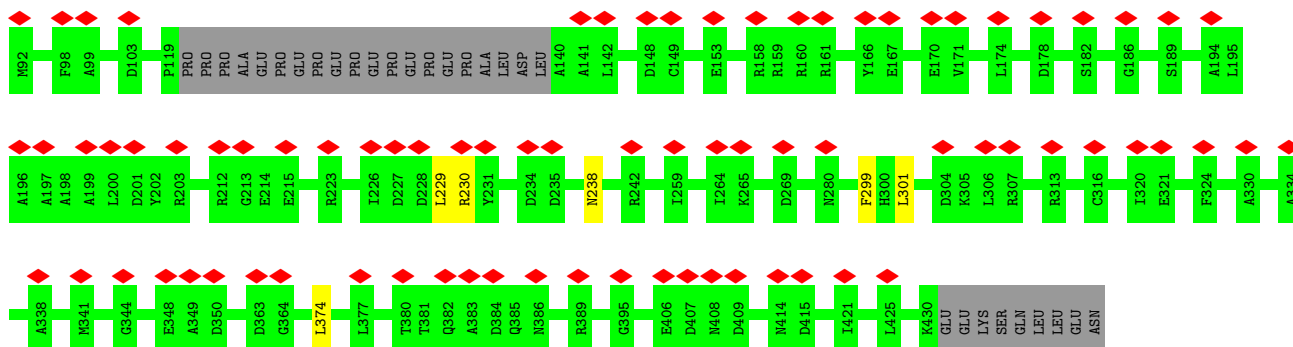 M92 F98 A99 D103 P119 PRO PRO PRO ALA GLU PRO GLU PRO GLU PRO GLU PRO GLU PRO GLU PRO ALA LEU ASP LEU A140 A141 L142 D148 C149 E153 R158 R159 R160 R161 Y166 E167 E170 V171 L174 D178 S182 G186 S189 A194 L195
A196 A197 A198 A199 L200 D201 Y202 R203 R212 G213 E214 E215 R223 I226 D227 D228 L229 R230 Y231 D234 D235 N238 R242 I259 I264 K265 D269 N280 F299 H300 L301 D304 K305 L306 R307 R313 C316 I320 E321 F324 A330 A334
A338 M341 G344 E348 A349 D350 D363 G364 L374 L377 T380 T381 Q382 A383 D384 Q385 N386 R389 G395 E406 D407 N408 D409 N414 D415 I421 L425 K430 GLU GLU LYS SER GLN LEU LEU GLU ASN